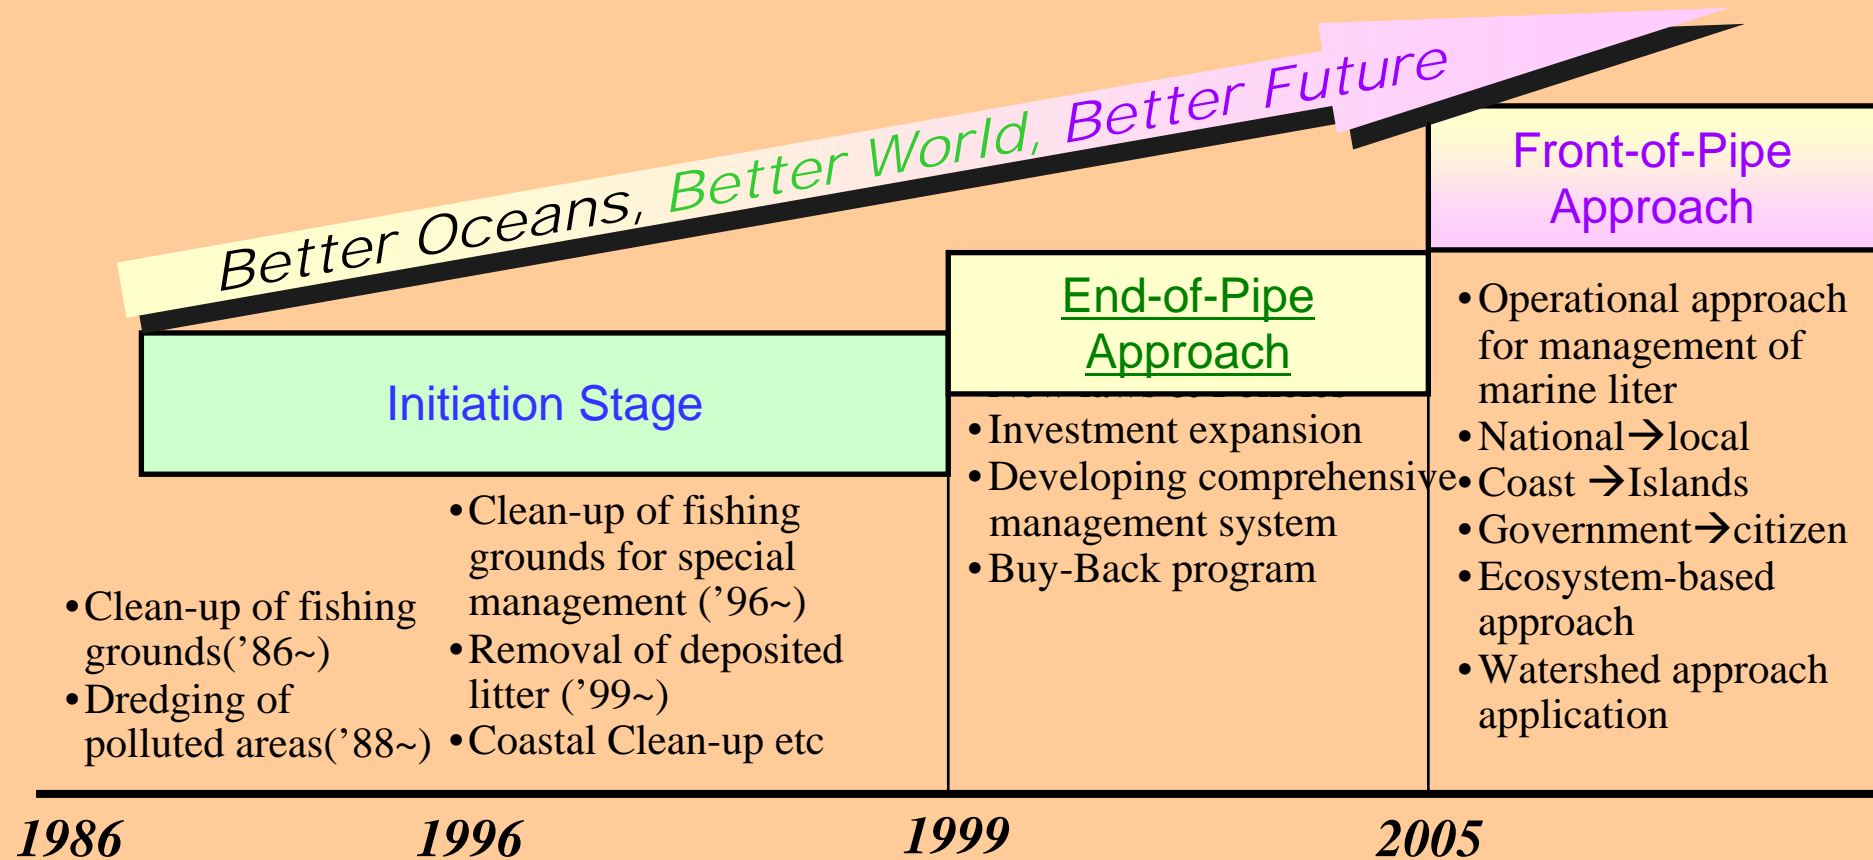 Better Oceans, Better World, Better Future
Initiation Stage
•Clean-up of fishing
grounds('86~)
•Dredging of
polluted areas('88~)
•Clean-up of fishing
grounds for special
management ('96~)
•Removal of deposited
litter ('99~)
•Coastal Clean-up etc
End-of-Pipe
Approach
•Investment expansion
•Developing comprehensive
management system
•Buy-Back program
Front-of-Pipe
Approach
•Operational approach
for management of
marine liter
•National→local
•Coast →Islands
•Government→citizen
•Ecosystem-based
approach
•Watershed approach
application
1986
1996
1999
2005